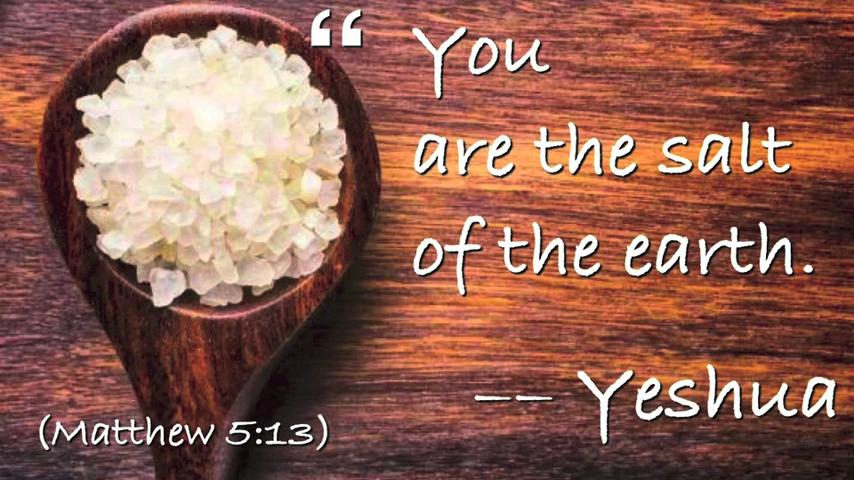 “ You
are the salt
of the earth.
-- Yeshua
(Matthew 5:13)